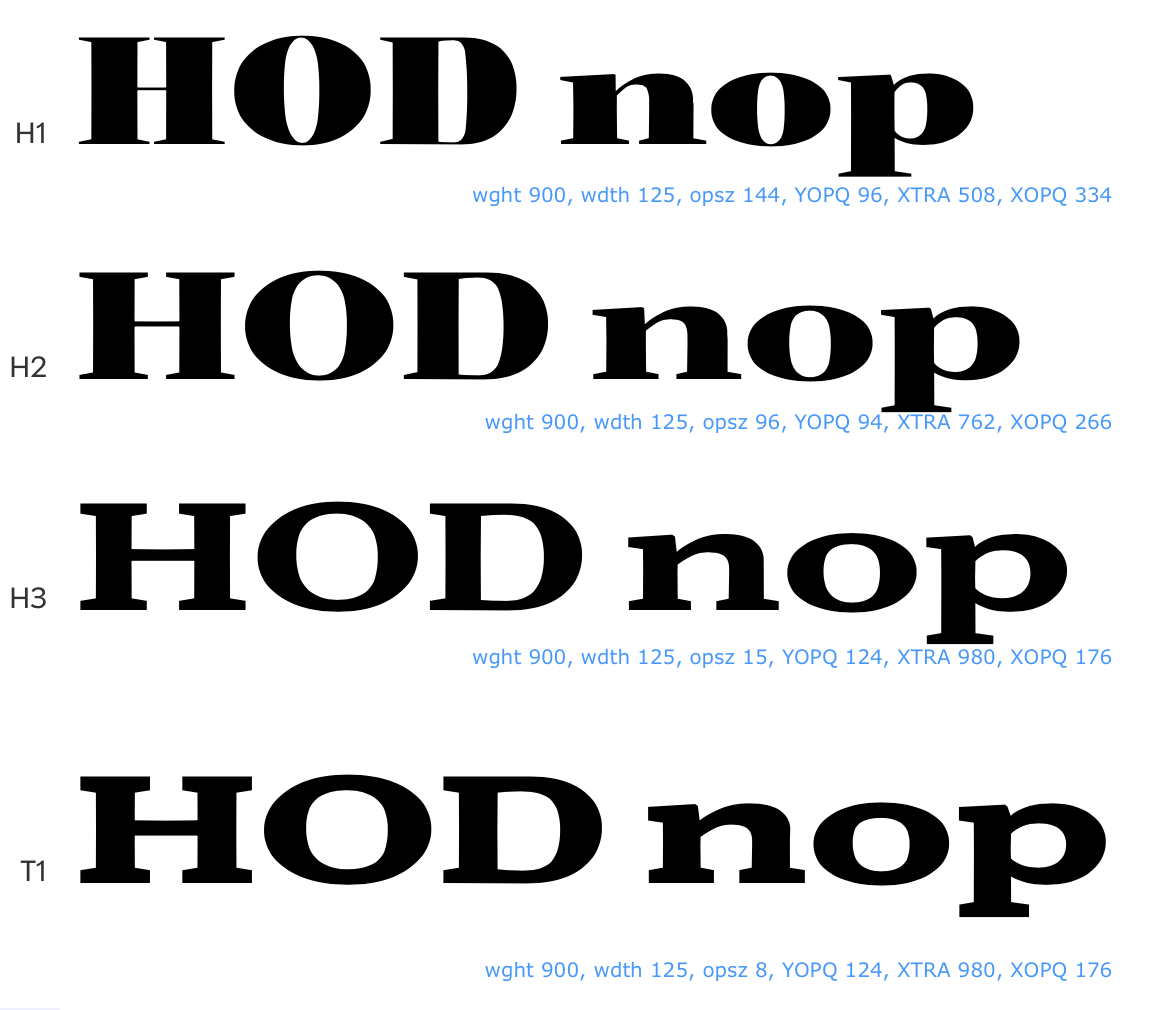 H1 HOD nop
wght 900, wdth 125, opsz 144, YOPQ 96, XTRA 508, XOPQ 334
H2 HOD nop
wght 900, wdth 125, opsz 96, YOPQ 94, XTRA 762, XOPQ 266
H3 HOD nop
wght 900, wdth 125, opsz 15, YOPQ 124, XTRA 980, XOPQ 176
T1 HOD nop
wght 900, wdth 125, opsz 8, YOPQ 124, XTRA 980, XOPQ 176